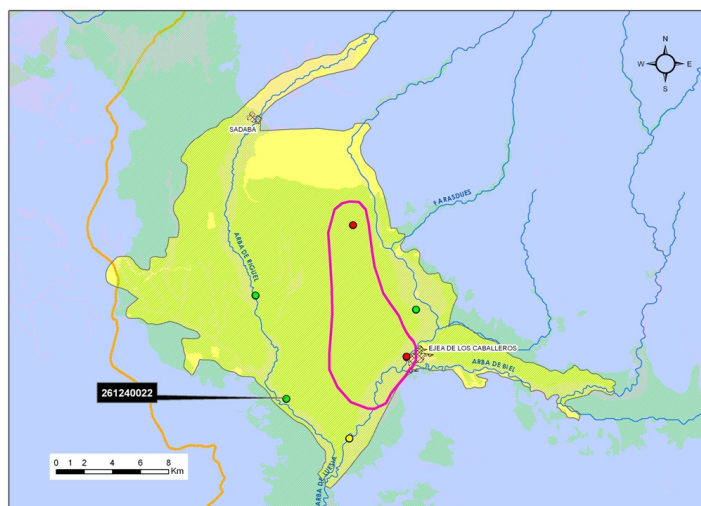 N
W E
S
SADABA
ARASDUES
ARBA DE RIGUEL
EJEA DE LOS CABALLEROS
ARBA DE BIEL
261240022
ARBA DE LUESIA
0 1 2 4 6 8
Km